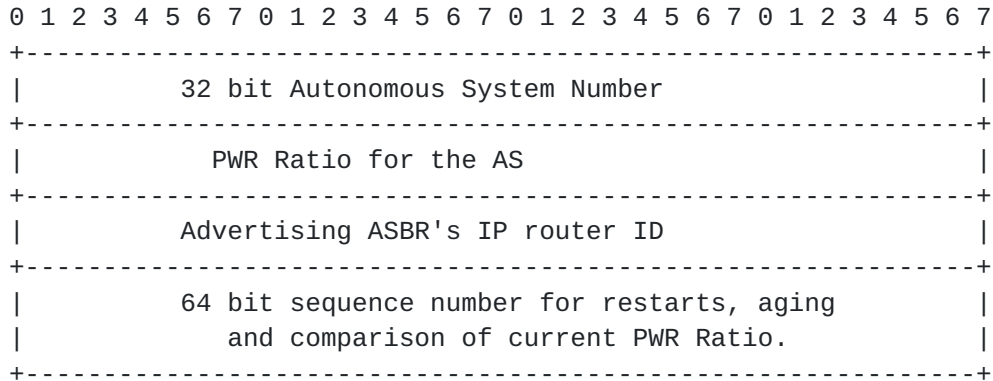 0 1 2 3 4 5 6 7 0 1 2 3 4 5 6 7 0 1 2 3 4 5 6 7 0 1 2 3 4 5 6 7
+-------------------------------------------------------------+
|          32 bit Autonomous System Number                    |
+-------------------------------------------------------------+
|            PWR Ratio for the AS                             |
+-------------------------------------------------------------+
|          Advertising ASBR's IP router ID                    |
+-------------------------------------------------------------+
|          64 bit sequence number for restarts, aging         |
|             and comparison of current PWR Ratio.            |
+-------------------------------------------------------------+